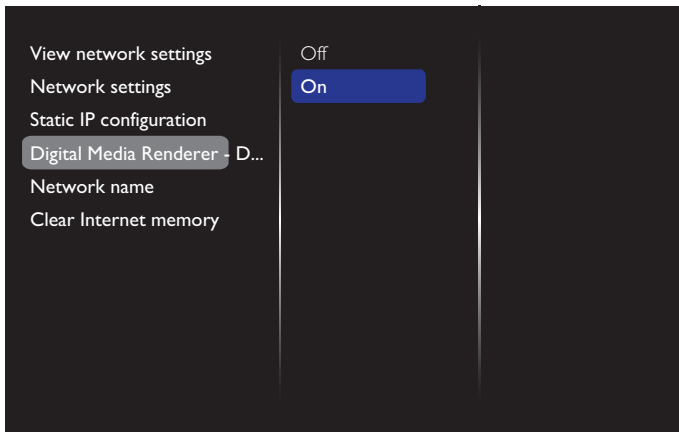 View network settings
Network settings
Static IP configuration
Digital Media Renderer - D...
Network name
Clear Internet memory
Off
On